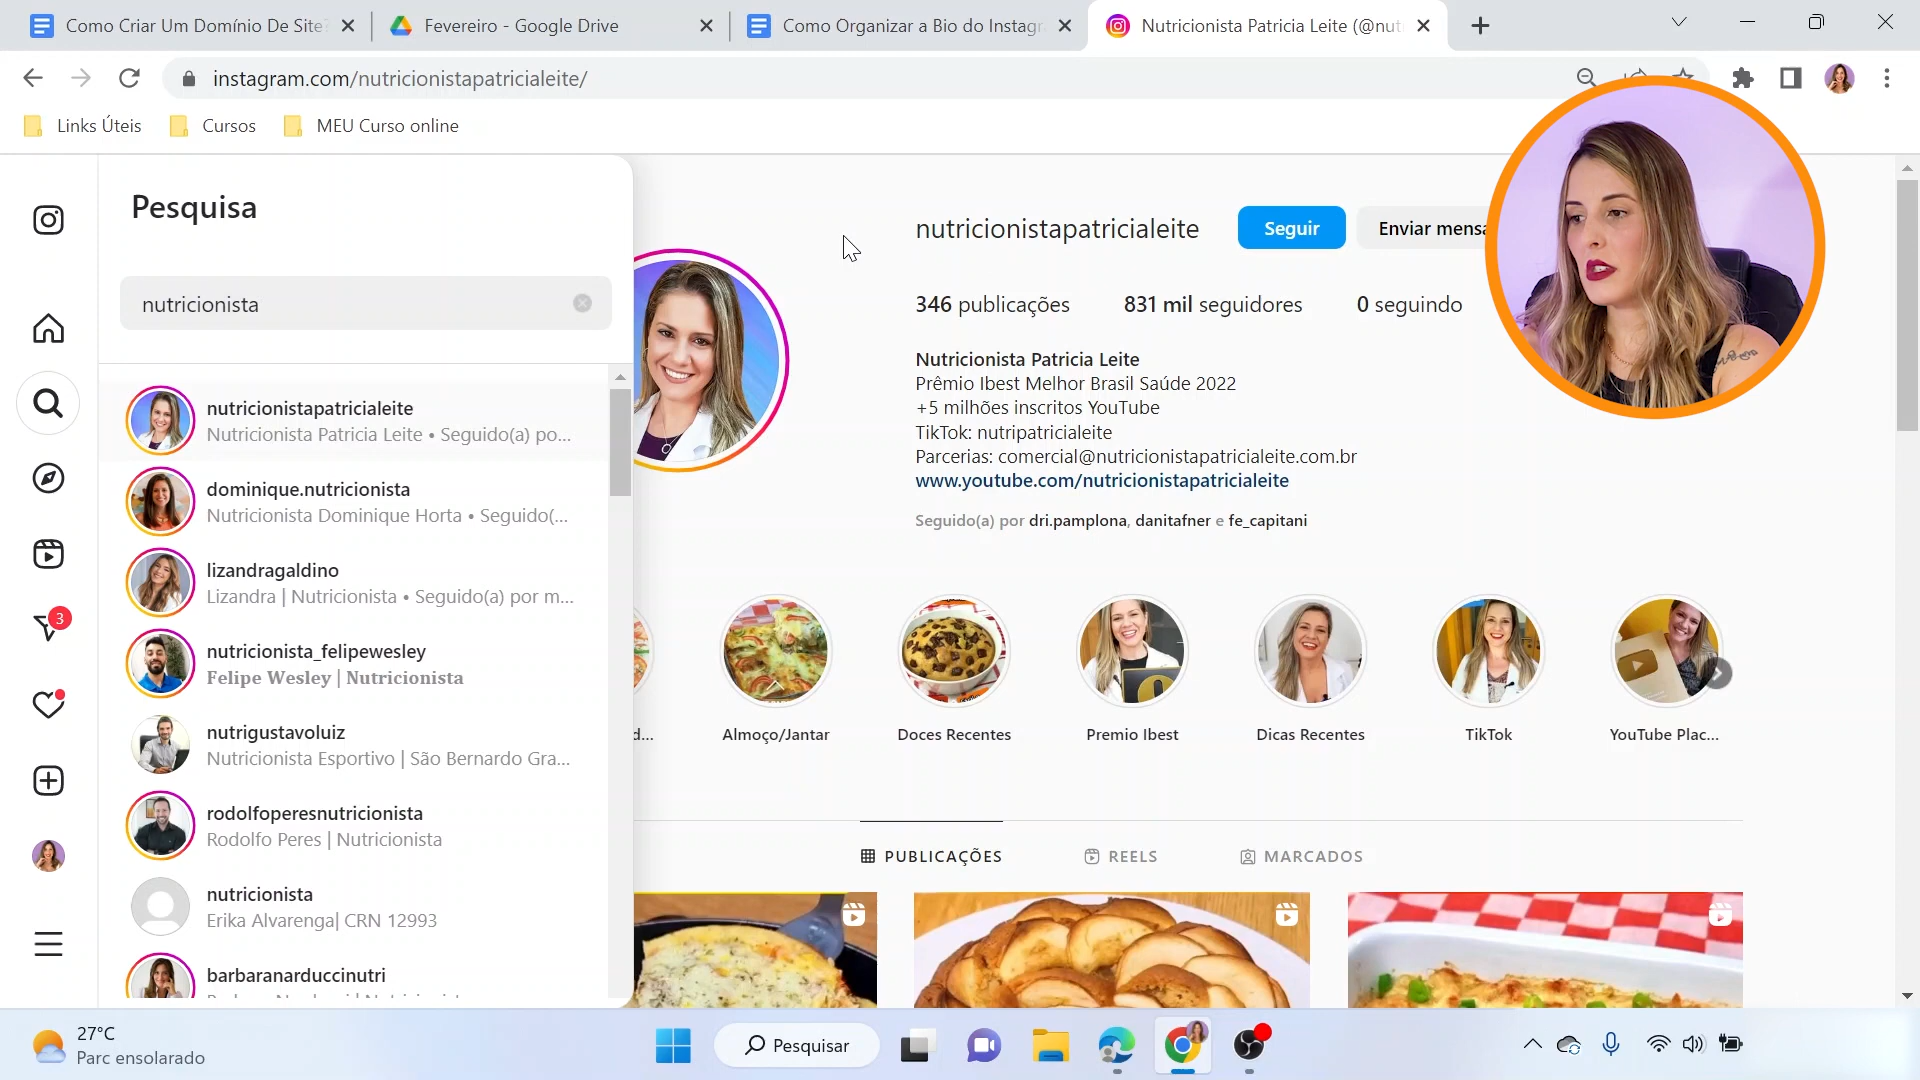 Como Criar Um Domínio De Site
Fevereiro - Google Drive
Como Organizar a Bio do Instagr
Nutricionista Patricia Leite (@nut
instagram.com/nutricionistapatricialeite/
Links Úteis
Cursos
MEU Curso online
Pesquisa
nutricionista
nutricionistapatricialeite
Nutricionista Patricia Leite • Seguido(a) po...
dominique.nutricionista
Nutricionista Dominique Horta • Seguido(...
lizandragaldino
Lizandra | Nutricionista • Seguido(a) por m...
3
nutricionista_felipewesley
Felipe Wesley | Nutricionista
nutrigustavoluiz
Nutricionista Esportivo | São Bernardo Gra...
rodolfoperesnutricionista
Rodolfo Peres | Nutricionista
nutricionista
Erika Alvarenga| CRN 12993
barbaranarduccinutri
nutricionistapatricialeite
Seguir
Enviar mensa
346 publicações
831 mil seguidores
0 seguindo
Nutricionista Patricia Leite
Prêmio Ibest Melhor Brasil Saúde 2022
+5 milhões inscritos YouTube
TikTok: nutripatricialeite
Parcerias: comercial@nutricionistapatricialeite.com.br
www.youtube.com/nutricionistapatricialeite
Seguido(a) por dri.pamplona, danitafner e fe_capitani
d...
Almoço/Jantar
Doces Recentes
Premio Ibest
Dicas Recentes
TikTok
YouTube Plac...
PUBLICAÇÕES
REELS
MARCADOS
27°C
Parc ensolarado
Pesquisar